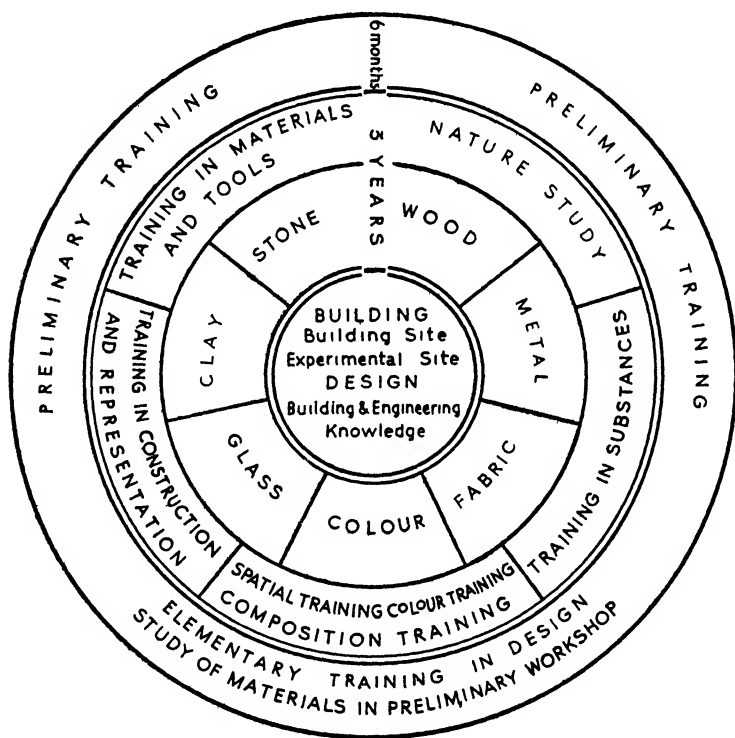 6 months
PRELIMINARY TRAINING
PRELIMINARY TRAINING
ELEMENTARY TRAINING IN DESIGN
STUDY OF MATERIALS IN PRELIMINARY WORKSHOP
3 YEARS
TRAINING IN MATERIALS
AND TOOLS
NATURE STUDY
TRAINING IN SUBSTANCES
SPATIAL TRAINING COLOUR TRAINING
COMPOSITION TRAINING
TRAINING IN CONSTRUCTION
AND REPRESENTATION
STONE
WOOD
METAL
FABRIC
COLOUR
GLASS
CLAY
BUILDING
Building Site
Experimental Site
DESIGN
Building & Engineering
Knowledge